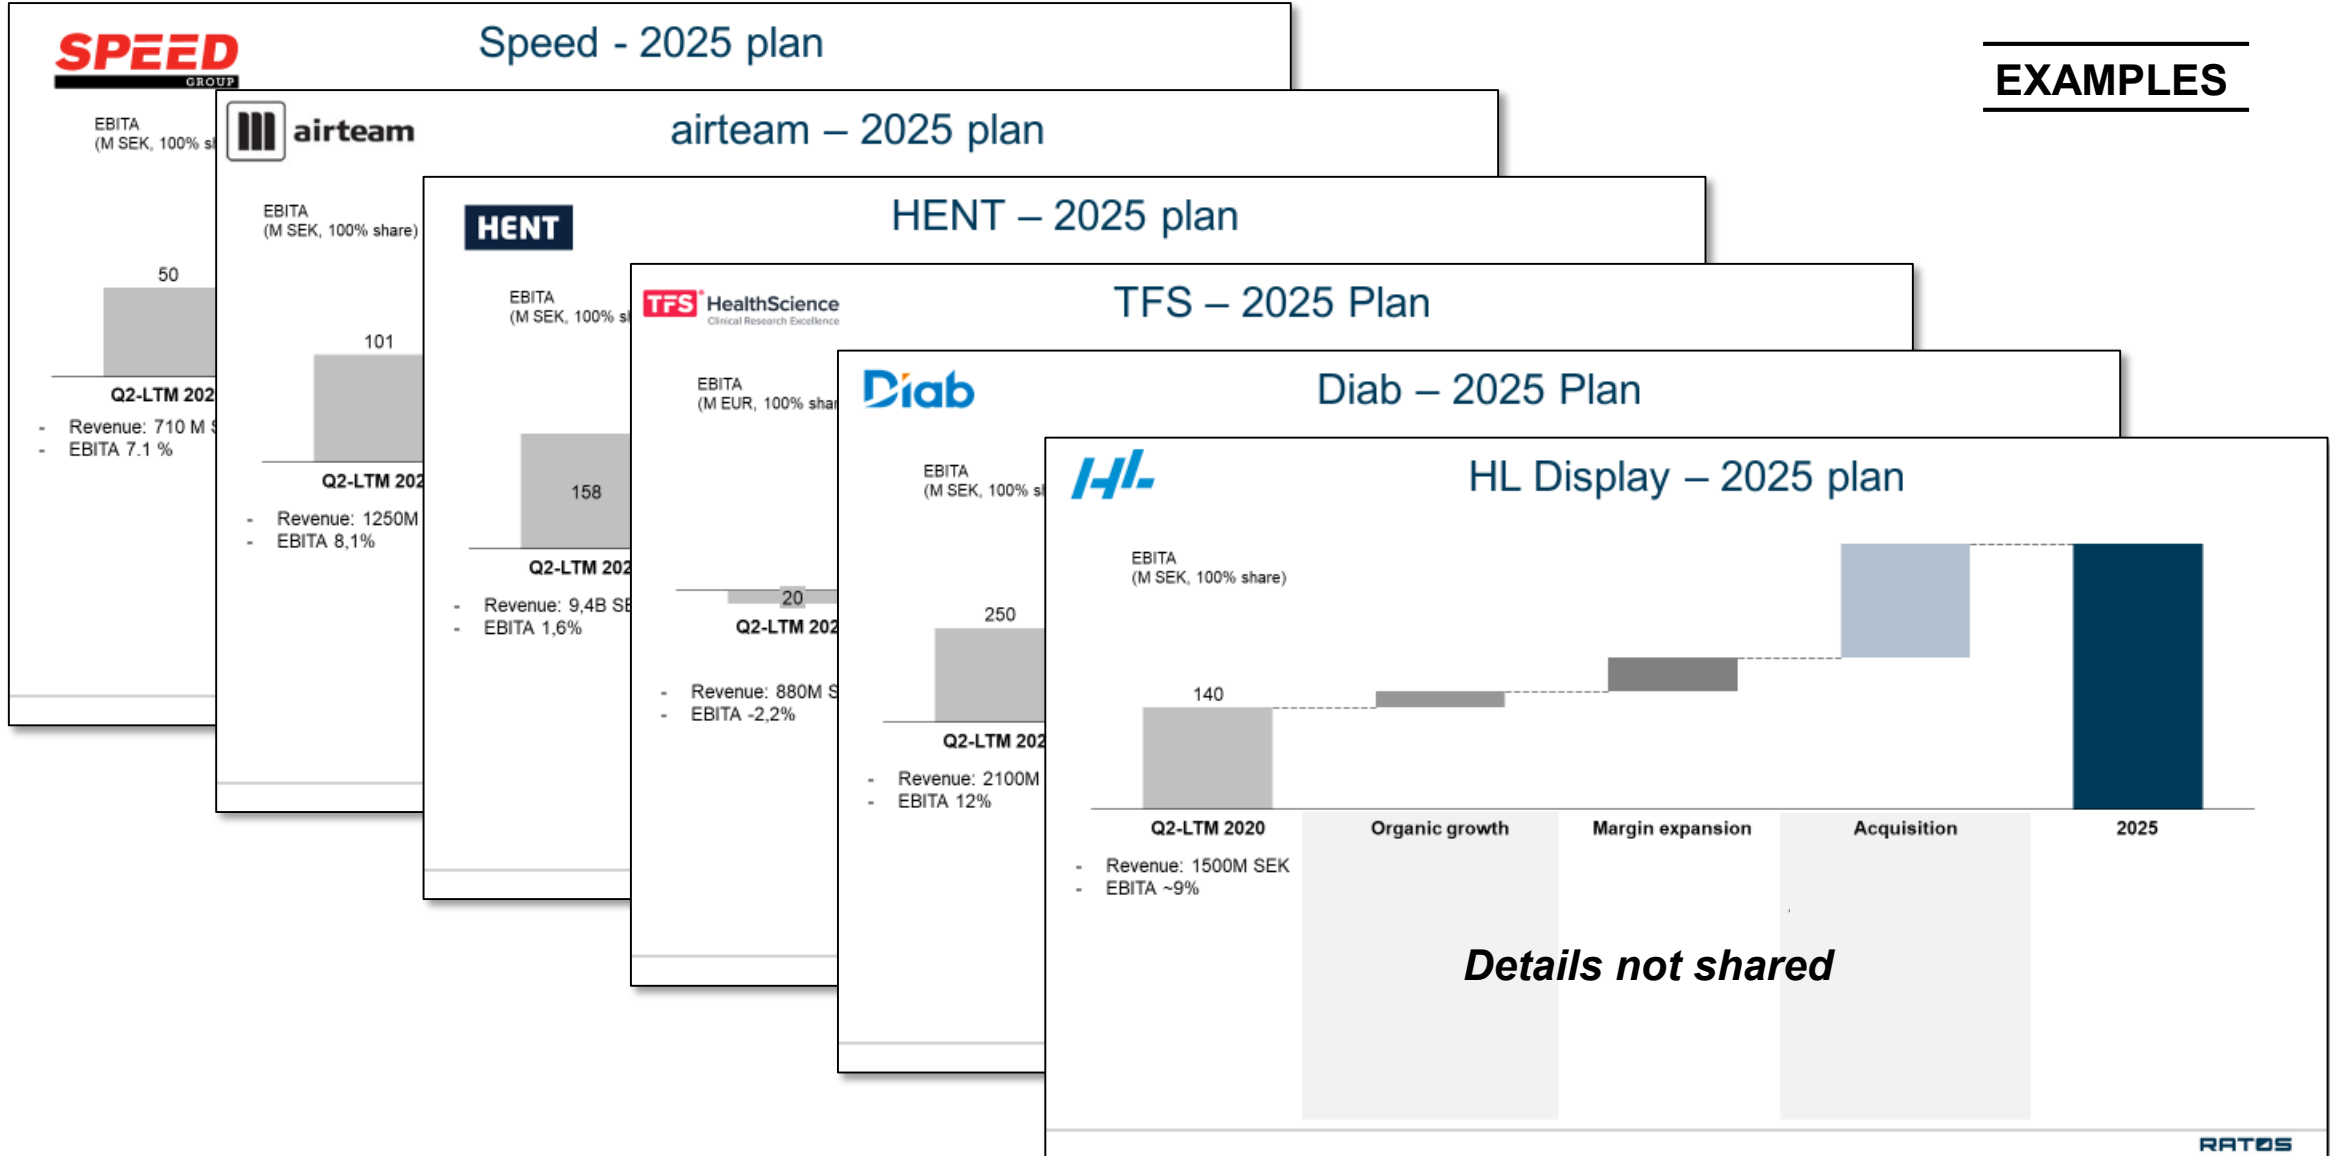 SPEED
GROUP
Speed - 2025 plan
EXAMPLES
EBITA
(M SEK, 100%
50
Q2-LTM
- Revenue: 710 M
- EBITA 7.1 %
airteam
airteam – 2025 plan
EBITA
(M SEK, 100% share)
101
Q2-LTM
- Revenue: 1250M
- EBITA 8,1%
HENT
HENT – 2025 plan
EBITA
(M SEK, 100%
158
Q2-LTM
- Revenue: 9,4B
- EBITA 1,6%
TFS HealthScience
Clinical Research Excellence
TFS – 2025 Plan
EBITA
(M EUR, 100%
20
Q2-LTM
- Revenue: 880M
- EBITA -2,2%
Diab
Diab – 2025 Plan
EBITA
(M SEK, 100%
250
Q2-LTM
- Revenue: 2100M
- EBITA 12%
HL
HL Display – 2025 plan
EBITA
(M SEK, 100% share)
140
Q2-LTM 2020
Organic growth
Margin expansion
Acquisition
2025
- Revenue: 1500M SEK
- EBITA ~9%
Details not shared
RATOS